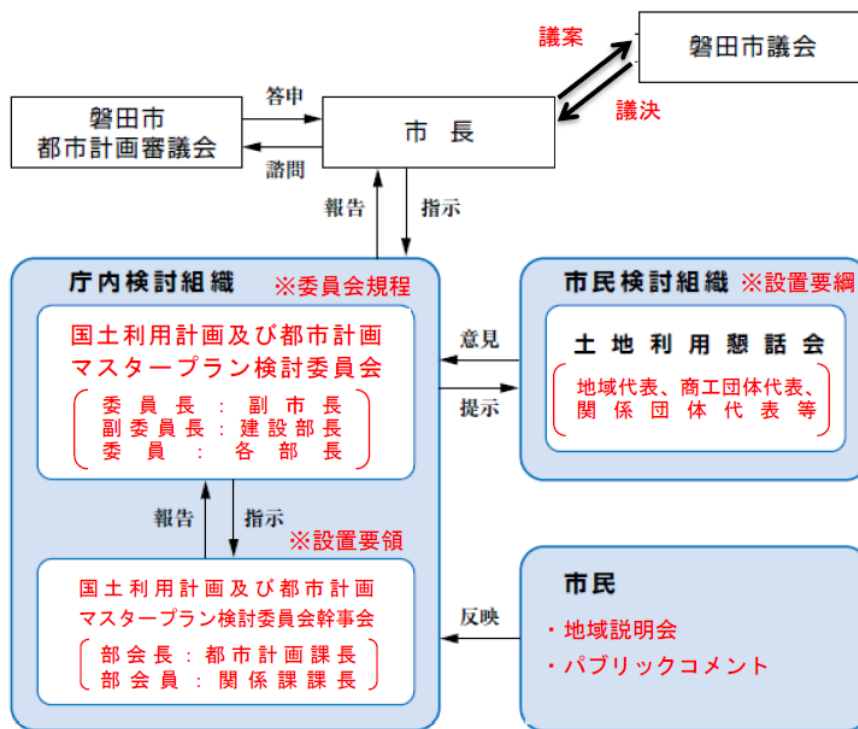 議案
磐田市議会
議決
磐田市
都市計画審議会
答申
諮問
市長
報告
指示
庁内検討組織
※委員会規程
国土利用計画及び都市計画
マスタープラン検討委員会
委員長：副市長
副委員長：建設部長
委員：各部長
報告
指示
※設置要領
国土利用計画及び都市計画
マスタープラン検討委員会幹事会
部会長：都市計画課長
部会員：関係課課長
意見
提示
市民検討組織
※設置要綱
土地利用懇話会
地域代表、商工団体代表、
関係団体代表等
反映
市民
・地域説明会
・パブリックコメント